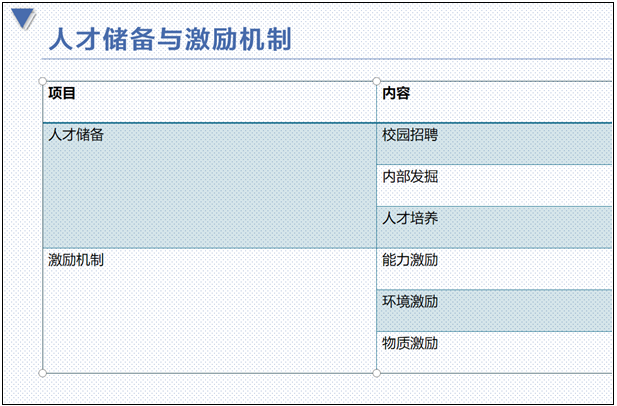 人才储备与激励机制
项目 内容
人才储备 校园招聘
内部发掘
人才培养
激励机制 能力激励
环境激励
物质激励